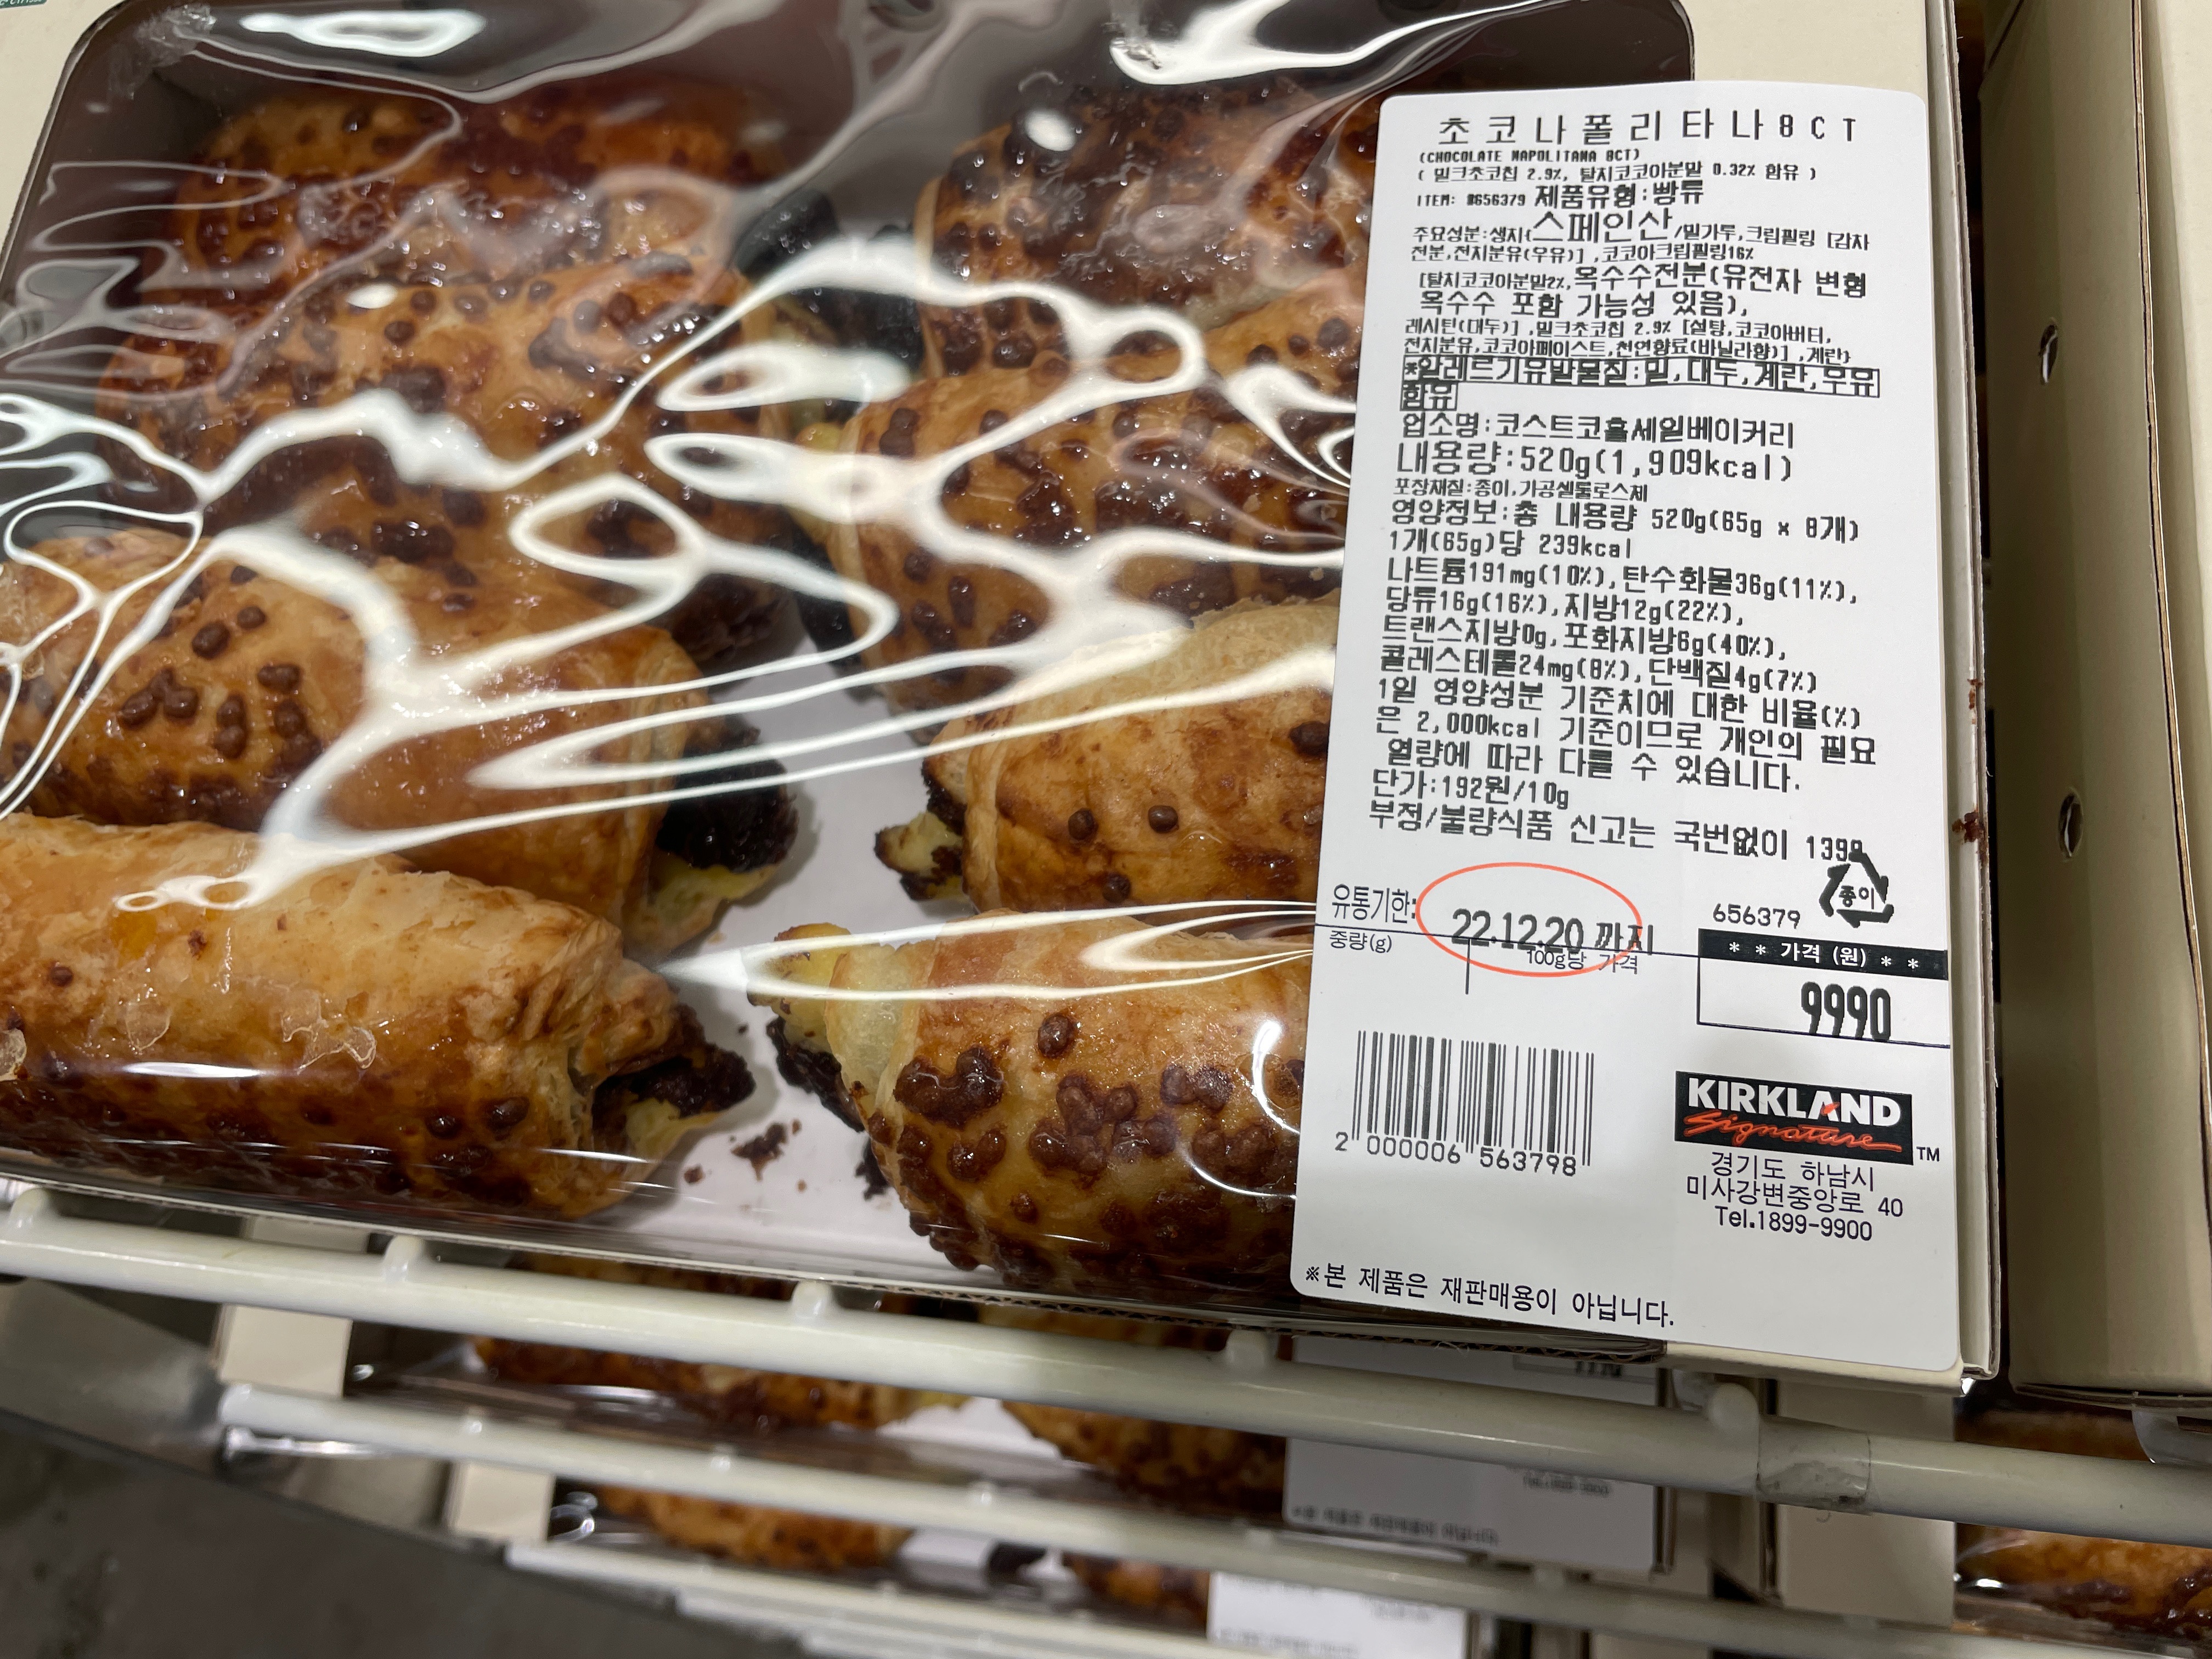 초코나폴리타나8CT
(CHOCOLATE NAPOLITANA 8CT)
( 밀크초코칩 2.9%, 탈지코코아분말 0.32% 함유 )
ITEM: #656379 제품유형:빵류
주요성분:생지{스페인산/밀가루,크림필링 [감자
전분,전지분유(우유)] ,코코아크림필링16%
[탈지코코아분말2%,옥수수전분(유전자 변형
옥수수 포함 가능성 있음),
레시틴(대두)] ,밀크초코칩 2.9% [설탕,코코아버터,
전지분유,코코아페이스트,천연향료(바닐라향)] ,계란}
*알레르기유발물질:밀,대두,계란,우유
함유
업소명:코스트코홀세일베이커리
내용량:520g(1,909kcal)
포장재질:종이,가공셀룰로스제
영양정보:총 내용량 520g(65g x 8개)
1개(65g)당 239kcal
나트륨191mg(10%),탄수화물36g(11%),
당류16g(16%),지방12g(22%),
트랜스지방0g,포화지방6g(40%),
콜레스테롤24mg(8%),단백질4g(7%)
1일 영양성분 기준치에 대한 비율(%)
은 2,000kcal 기준이므로 개인의 필요
열량에 따라 다를 수 있습니다.
단가:192원/10g
부정/불량식품 신고는 국번없이 1399
종이
유통기한: 22.12.20 까지
656379
중량(g) 100g당 가격
* * 가격 (원) * *
9990
2 000006 563798
KIRKLAND
Signature ™
경기도 하남시
미사강변중앙로 40
Tel.1899-9900
※본 제품은 재판매용이 아닙니다.